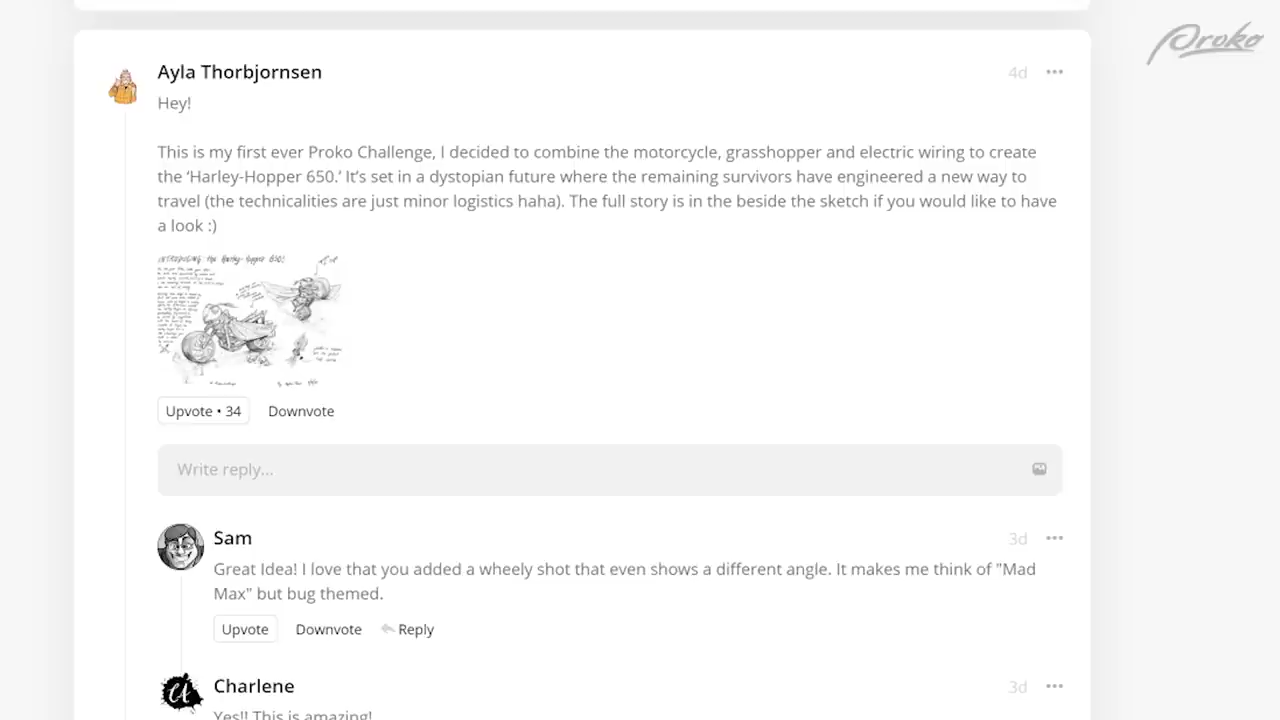 Proko
Ayla Thorbjornsen
4d
Hey!
This is my first ever Proko Challenge, I decided to combine the motorcycle, grasshopper and electric wiring to create
the ‘Harley-Hopper 650.’ It’s set in a dystopian future where the remaining survivors have engineered a new way to
travel (the technicalities are just minor logistics haha). The full story is in the beside the sketch if you would like to have
a look :)
INTRODUCING the Harley-Hopper 650!
Upvote • 34 Downvote
Write reply...
Sam
3d
Great Idea! I love that you added a wheely shot that even shows a different angle. It makes me think of "Mad
Max" but bug themed.
Upvote Downvote Reply
Charlene
3d
Yes!! This is amazing!